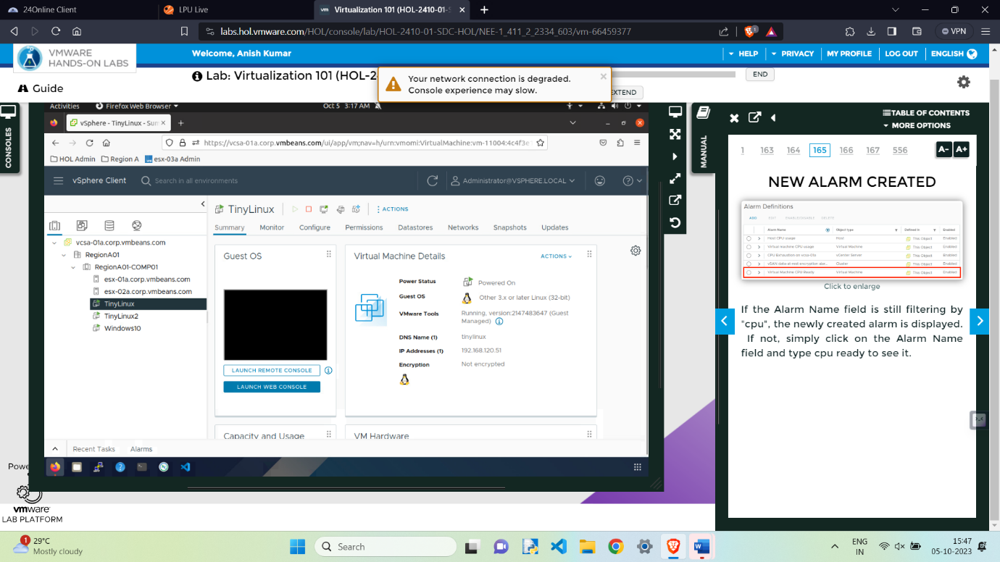 24Online Client
LPU Live
vm Virtualization 101 (HOL-2410-01-S
labs.hol.vmware.com/HOL/console/lab/HOL-2410-01-SDC-HOL/NEE-1_411_2_2334_603/vm-66459377
1
VPN
VMWARE
HANDS-ON LABS
Welcome, Anish Kumar
HELP
PRIVACY
MY PROFILE
LOG OUT
ENGLISH
Lab: Virtualization 101 (HOL-2
END
EXTEND
Your network connection is degraded.
Console experience may slow.
Guide
CONSOLES
Activities
Firefox Web Browser
Oct 5 3:17 AM
vSphere - TinyLinux - Sum
https://vcsa-01a.corp.vmbeans.com/ui/app/vm;nav=h/urn:vmomi:VirtualMachine:vm-11004:4c4f3e
HOL Admin
Region A
esx-03a Admin
vSphere Client
Search in all environments
Administrator@VSPHERE.LOCAL
vcsa-01a.corp.vmbeans.com
RegionA01
RegionA01-COMP01
esx-01a.corp.vmbeans.com
esx-02a.corp.vmbeans.com
TinyLinux
TinyLinux2
Windows10
TinyLinux
ACTIONS
Summary
Monitor
Configure
Permissions
Datastores
Networks
Snapshots
Updates
Guest OS
LAUNCH REMOTE CONSOLE
LAUNCH WEB CONSOLE
Virtual Machine Details
ACTIONS
Power Status
Powered On
Guest OS
Other 3.x or later Linux (32-bit)
VMware Tools
Running, version:2147483647 (Guest
Managed)
DNS Name (1)
tinylinux
IP Addresses (1)
192.168.120.51
Encryption
Not encrypted
Capacity and Usage
VM Hardware
Recent Tasks
Alarms
Powe
vmware
LAB PLATFORM
MANUAL
TABLE OF CONTENTS
MORE OPTIONS
1 163 164 165 166 167 556
A- A+
NEW ALARM CREATED
Alarm Definitions
ADD EDIT ENABLE/DISABLE DELETE
Alarm Name Object type Defined In Enabled
Host CPU usage Host This Object Enabled
Virtual machine CPU usage Virtual Machine This Object Enabled
CPU Exhaustion on vcsa-01a vCenter Server This Object Enabled
vSAN data-at-rest encryption alar... Cluster This Object Enabled
Virtual Machine CPU Ready Virtual Machine This Object Enabled
Click to enlarge
If the Alarm Name field is still filtering by
"cpu", the newly created alarm is displayed.
If not, simply click on the Alarm Name
field and type cpu ready to see it.
1
29°C
Mostly cloudy
Search
ENG
IN
15:47
05-10-2023